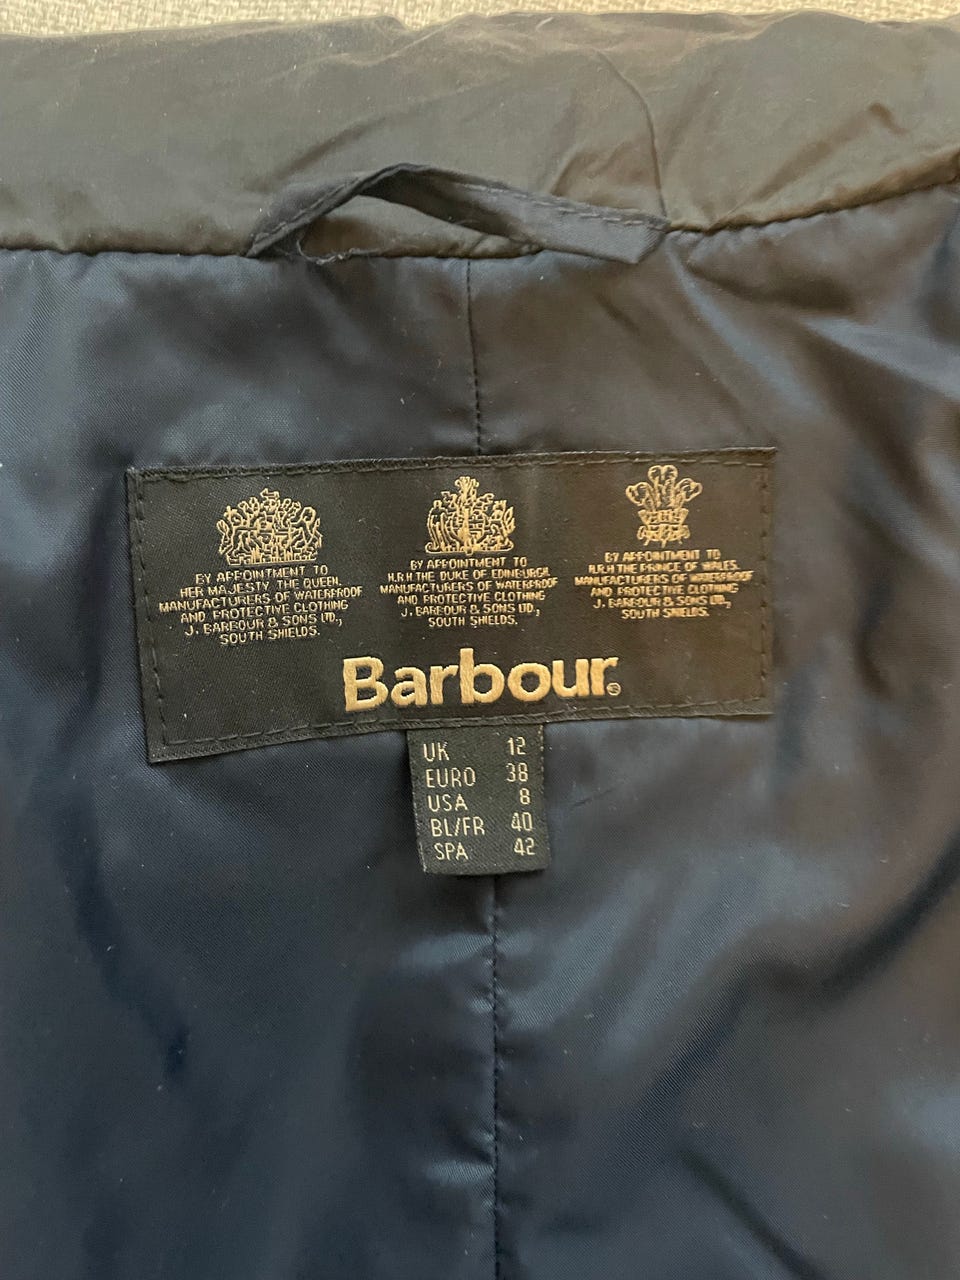 BY APPOINTMENT TO
HER MAJESTY THE QUEEN.
MANUFACTURERS OF WATERPROOF
AND PROTECTIVE CLOTHING
J. BARBOUR & SONS LTD.,
SOUTH SHIELDS.
BY APPOINTMENT TO
H.R.H THE DUKE OF EDINBURGH.
MANUFACTURERS OF WATERPROOF
AND PROTECTIVE CLOTHING
J. BARBOUR & SONS LTD.,
SOUTH SHIELDS.
BY APPOINTMENT TO
H.R.H THE PRINCE OF WALES.
MANUFACTURERS OF WATERPROOF
AND PROTECTIVE CLOTHING
J. BARBOUR & SONS LTD.,
SOUTH SHIELDS.
Barbour®
UK 12
EURO 38
USA 8
BL/FR 40
SPA 42